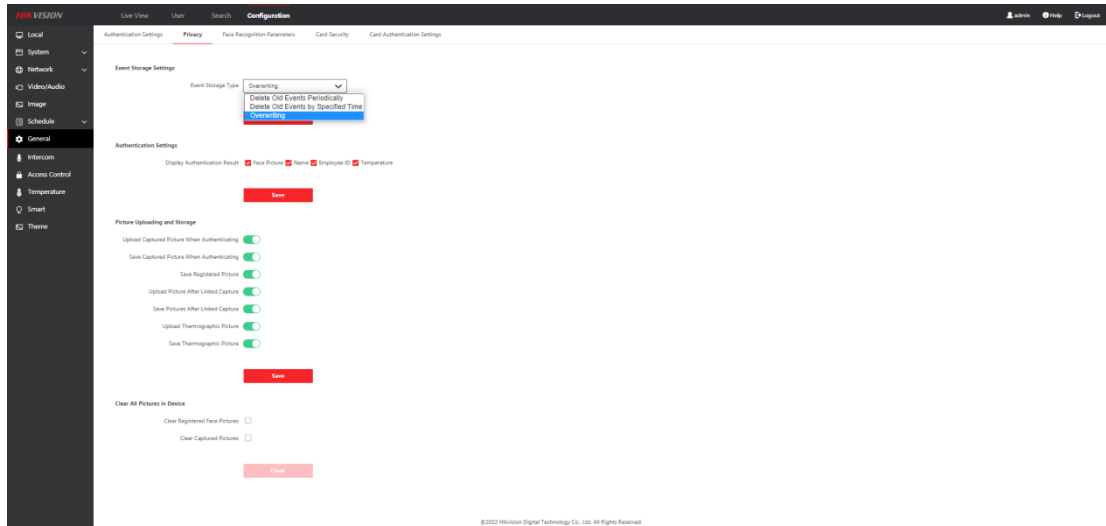 HIKVISION
Live View
User
Search
Configuration
admin
Help
Logout
Local
System
Network
Video/Audio
Image
Schedule
General
Intercom
Access Control
Temperature
Smart
Theme
Authentication Settings
Privacy
Face Recognition Parameters
Card Security
Card Authentication Settings
Event Storage Settings
Event Storage Type Overwriting
Delete Old Events Periodically
Delete Old Events by Specified Time
Overwriting
Authentication Settings
Display Authentication Result Face Picture Name Employee ID Temperature
Save
Picture Uploading and Storage
Upload Captured Picture When Authenticating
Save Captured Picture When Authenticating
Save Registered Picture
Upload Picture After Linked Capture
Save Pictures After Linked Capture
Upload Thermographic Picture
Save Thermographic Picture
Save
Clear All Pictures in Device
Clear Registered Face Pictures
Clear Captured Pictures
Clear
©2022 Hikvision Digital Technology Co., Ltd. All Rights Reserved.